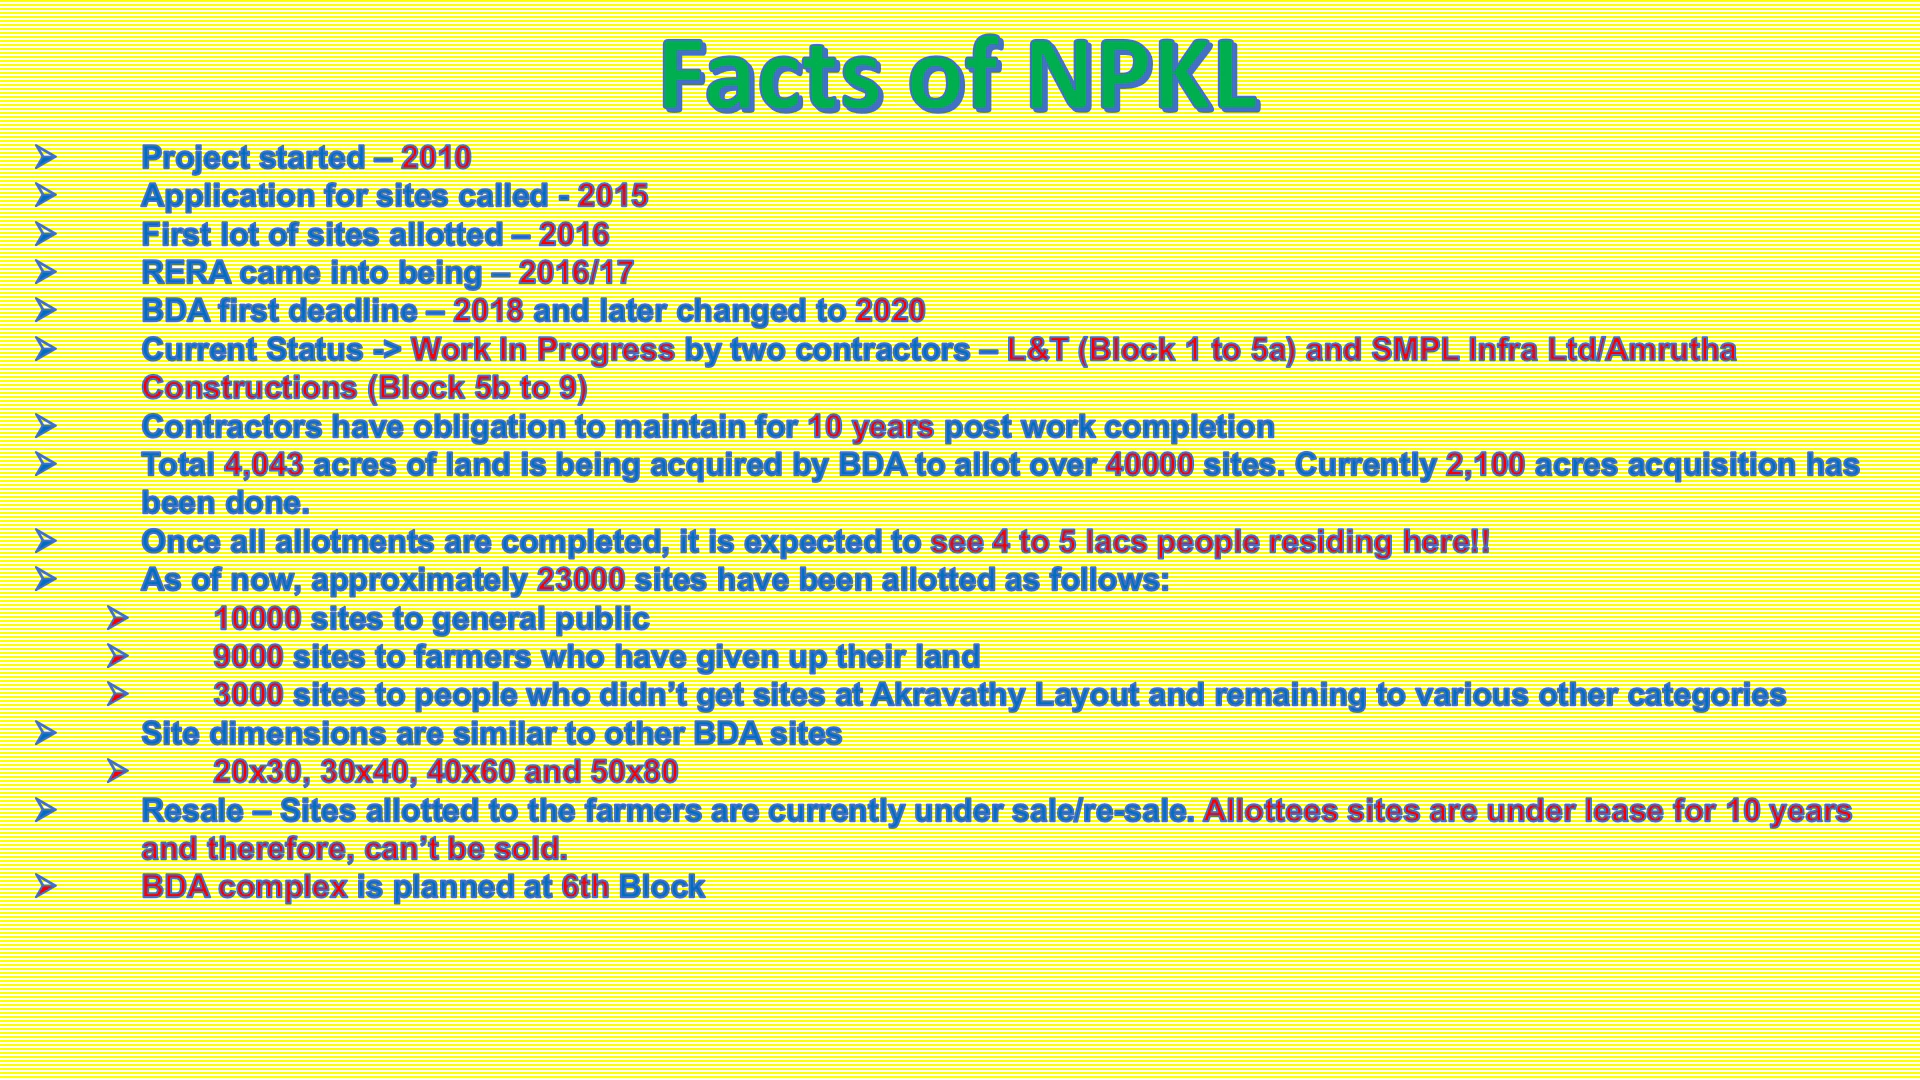 Facts of NPKL
➢ Project started – 2010
➢ Application for sites called - 2015
➢ First lot of sites allotted – 2016
➢ RERA came into being – 2016/17
➢ BDA first deadline – 2018 and later changed to 2020
➢ Current Status -> Work In Progress by two contractors – L&T (Block 1 to 5a) and SMPL Infra Ltd/Amrutha
Constructions (Block 5b to 9)
➢ Contractors have obligation to maintain for 10 years post work completion
➢ Total 4,043 acres of land is being acquired by BDA to allot over 40000 sites. Currently 2,100 acres acquisition has
been done.
➢ Once all allotments are completed, it is expected to see 4 to 5 lacs people residing here!!
➢ As of now, approximately 23000 sites have been allotted as follows:
➢ 10000 sites to general public
➢ 9000 sites to farmers who have given up their land
➢ 3000 sites to people who didn’t get sites at Akravathy Layout and remaining to various other categories
➢ Site dimensions are similar to other BDA sites
➢ 20x30, 30x40, 40x60 and 50x80
➢ Resale – Sites allotted to the farmers are currently under sale/re-sale. Allottees sites are under lease for 10 years
and therefore, can’t be sold.
➢ BDA complex is planned at 6th Block